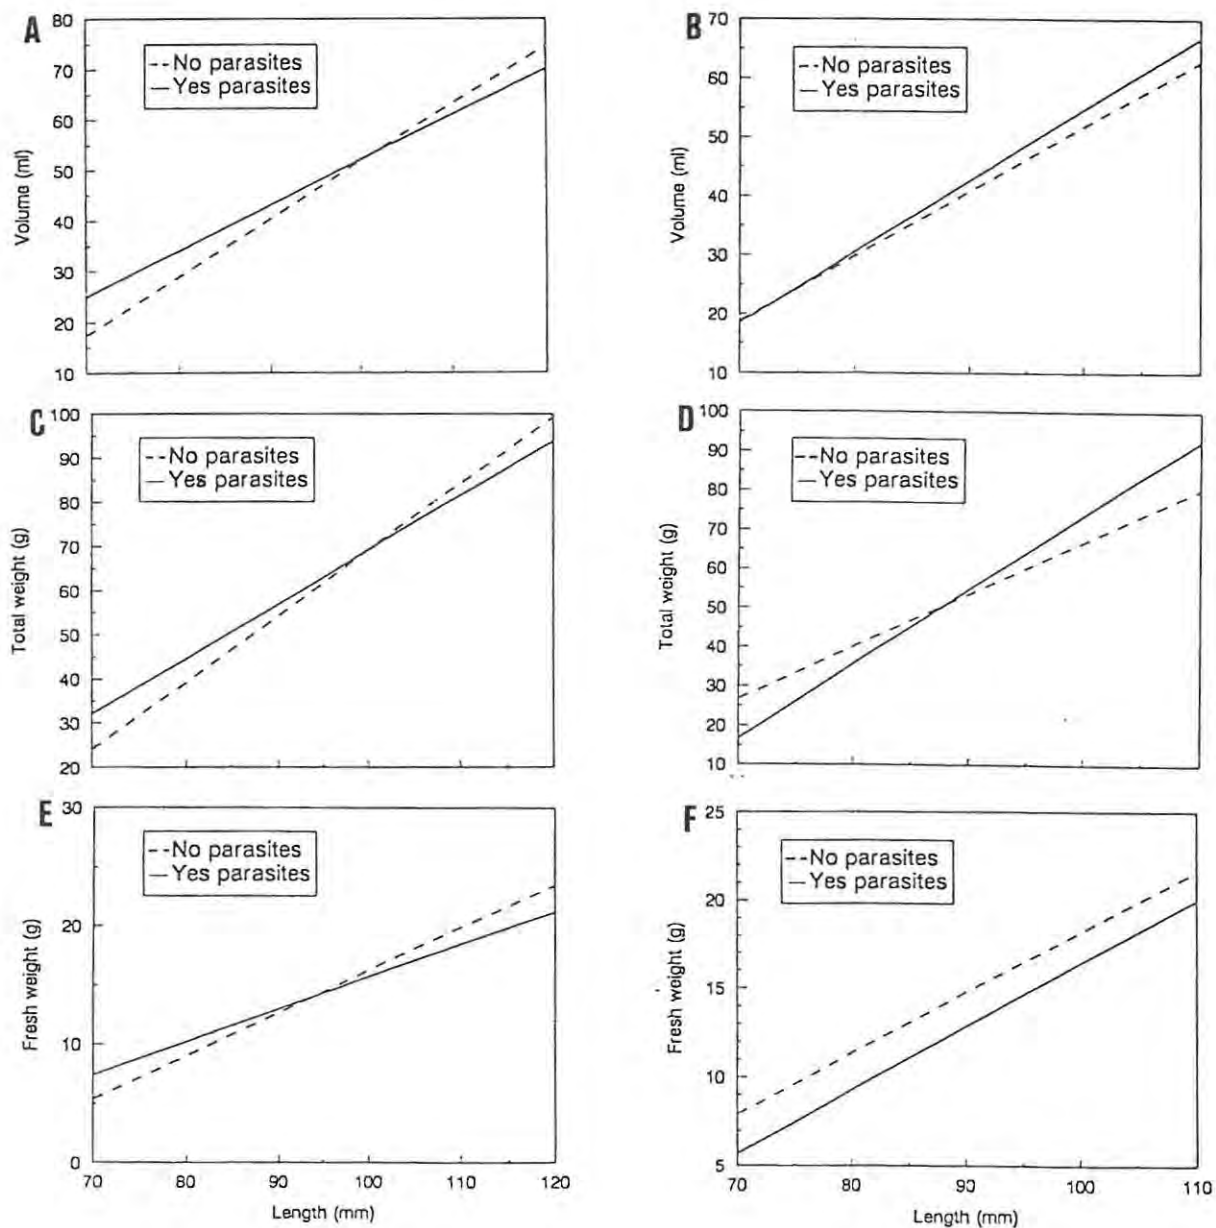 A
80
70
60
50
40
30
20
10
Volume (ml)
-- No parasites
— Yes parasites
B
70
60
50
40
30
20
10
Volume (ml)
-- No parasites
— Yes parasites
C
100
90
80
70
60
50
40
30
20
Total weight (g)
-- No parasites
— Yes parasites
D
100
90
80
70
60
50
40
30
20
10
Total weight (g)
-- No parasites
— Yes parasites
E
30
20
10
0
Fresh weight (g)
-- No parasites
— Yes parasites
70 80 90 100 110 120
Length (mm)
F
25
20
15
10
5
Fresh weight (g)
-- No parasites
— Yes parasites
70 80 90 100 110
Length (mm)